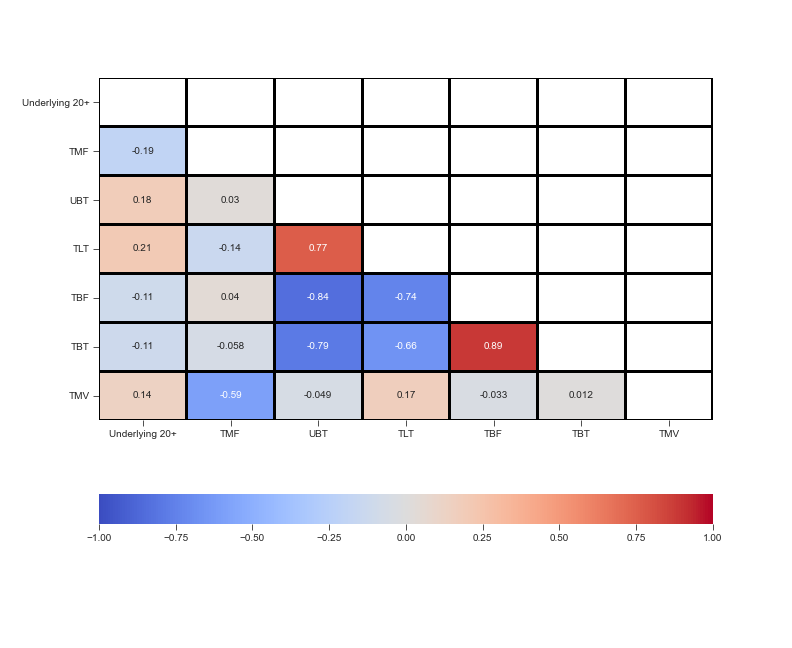 Underlying 20+
TMF -0.19
UBT 0.18 0.03
TLT 0.21 -0.14 0.77
TBF -0.11 0.04 -0.84 -0.74
TBT -0.11 -0.058 -0.79 -0.66 0.89
TMV 0.14 -0.59 -0.049 0.17 -0.033 0.012
Underlying 20+ TMF UBT TLT TBF TBT TMV
−1.00 −0.75 −0.50 −0.25 0.00 0.25 0.50 0.75 1.00